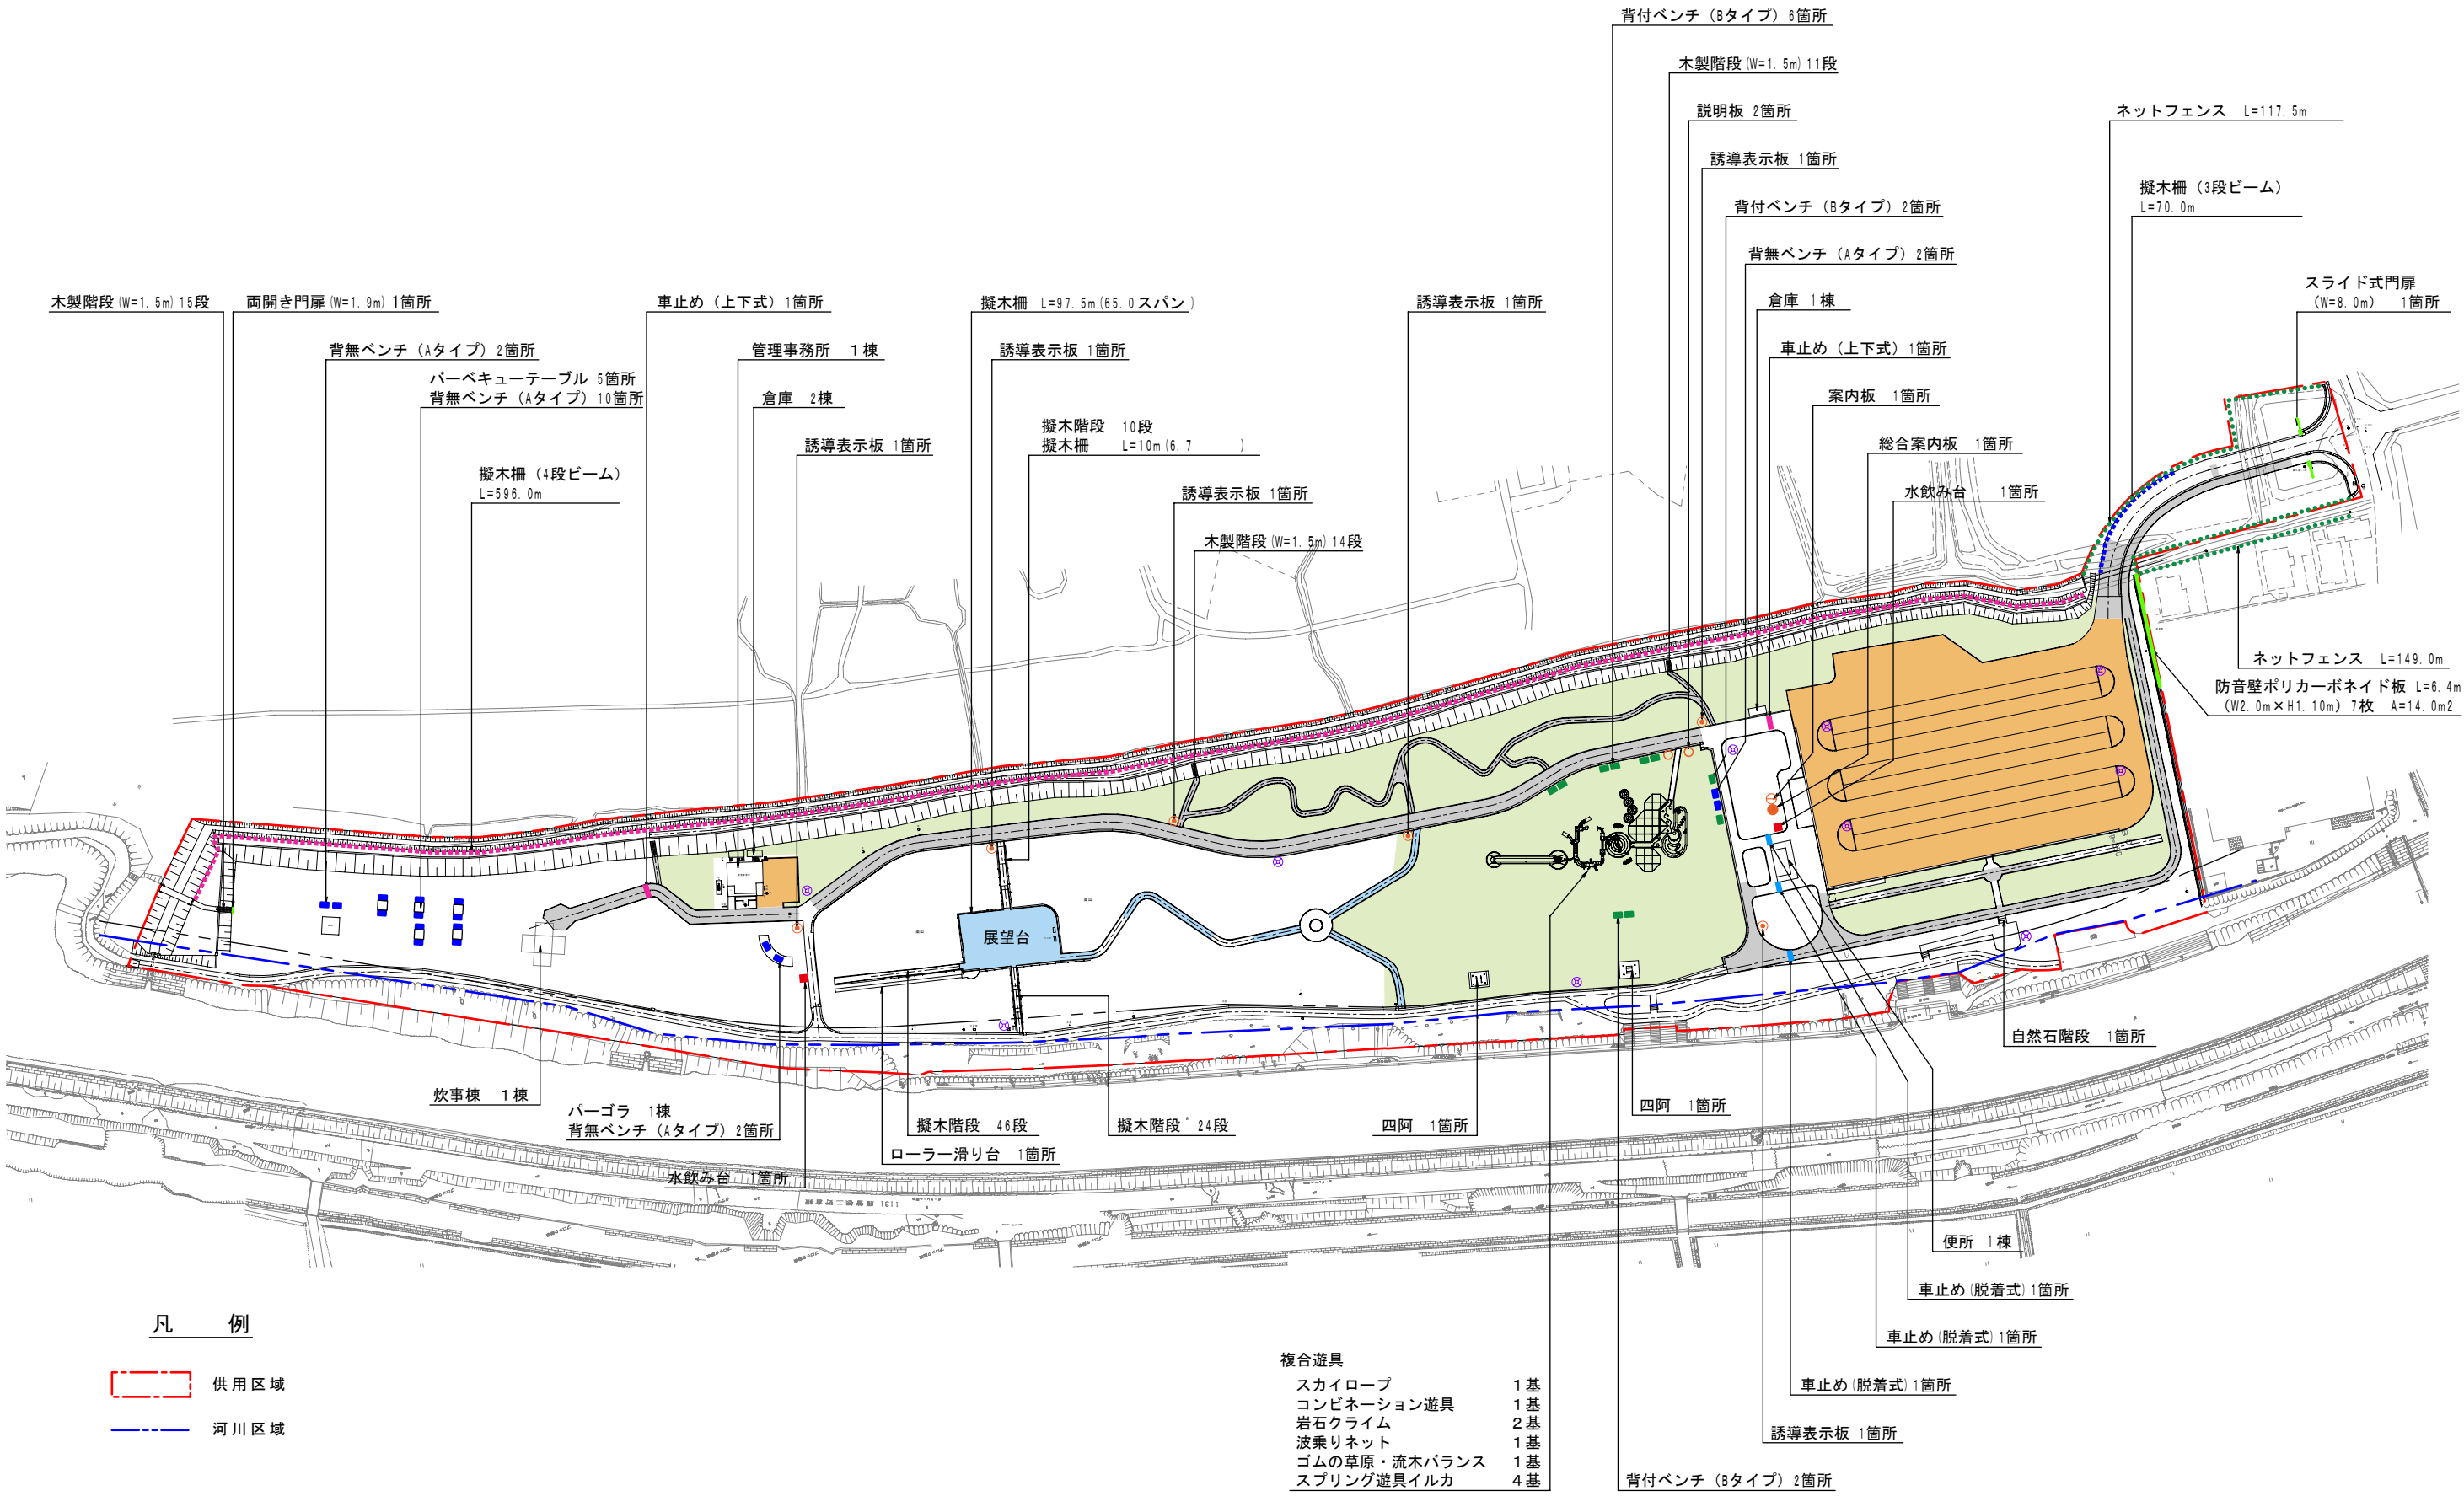 背付ベンチ（Bタイプ）6箇所
木製階段(W=1.5m)11段
説明板 2箇所
ネットフェンス L=117.5m
誘導表示板 1箇所
擬木柵（3段ビーム）
L=70.0m
背付ベンチ（Bタイプ）2箇所
背無ベンチ（Aタイプ）2箇所
スライド式門扉
（W=8.0m） 1箇所
木製階段(W=1.5m)15段
両開き門扉(W=1.9m)1箇所
車止め（上下式）1箇所
擬木柵 L=97.5m(65.0スパン)
誘導表示板 1箇所
倉庫 1棟
背無ベンチ（Aタイプ）2箇所
管理事務所 1棟
誘導表示板 1箇所
車止め（上下式）1箇所
バーベキューテーブル 5箇所
背無ベンチ（Aタイプ）10箇所
倉庫 2棟
案内板 1箇所
擬木階段 10段
擬木柵 L=10m(6.7 )
誘導表示板 1箇所
総合案内板 1箇所
擬木柵（4段ビーム）
L=596.0m
誘導表示板 1箇所
水飲み台 1箇所
木製階段(W=1.5m)14段
ネットフェンス L=149.0m
防音壁ポリカーボネイド板 L=6.4m
（W2.0m×H1.10m）7枚 A=14.0m2
展望台
自然石階段 1箇所
炊事棟 1棟
パーゴラ 1棟
背無ベンチ（Aタイプ）2箇所
擬木階段 46段
擬木階段 24段
四阿 1箇所
四阿 1箇所
ローラー滑り台 1箇所
水飲み台 1箇所
便所 1棟
車止め(脱着式)1箇所
車止め(脱着式)1箇所
車止め(脱着式)1箇所
誘導表示板 1箇所
背付ベンチ（Bタイプ）2箇所
凡 例
供用区域
河川区域
複合遊具
スカイロープ 1基
コンビネーション遊具 1基
岩石クライム 2基
波乗りネット 1基
ゴムの草原・流木バランス 1基
スプリング遊具イルカ 4基